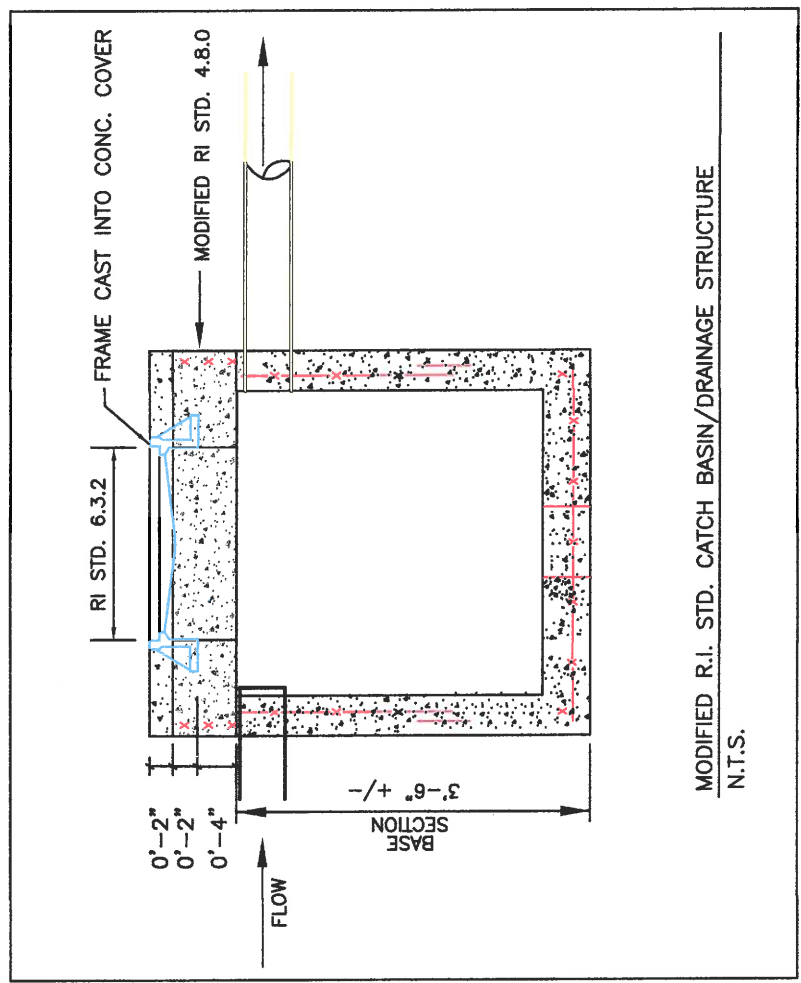 FRAME CAST INTO CONC. COVER
RI STD. 6.3.2
MODIFIED RI STD. 4.8.0
0'-2"
0'-2"
0'-4"
BASE
SECTION
3'-6" +/-
FLOW
MODIFIED R.I. STD. CATCH BASIN/DRAINAGE STRUCTURE
N.T.S.